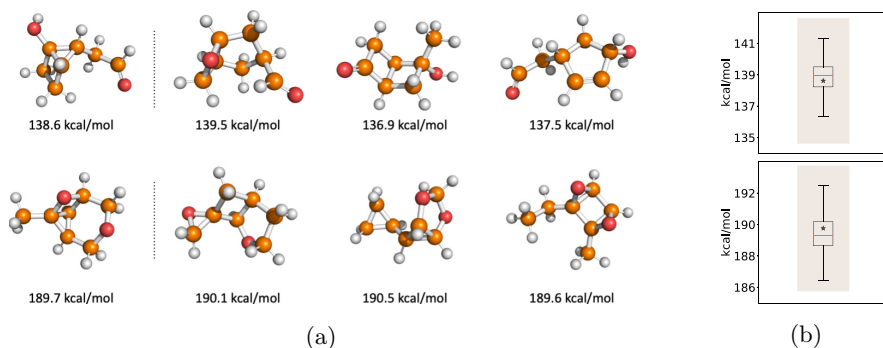 138.6 kcal/mol
139.5 kcal/mol
136.9 kcal/mol
137.5 kcal/mol
189.7 kcal/mol
190.1 kcal/mol
190.5 kcal/mol
189.6 kcal/mol
(a)
kcal/mol
141
139
137
135
kcal/mol
192
190
188
186
(b)